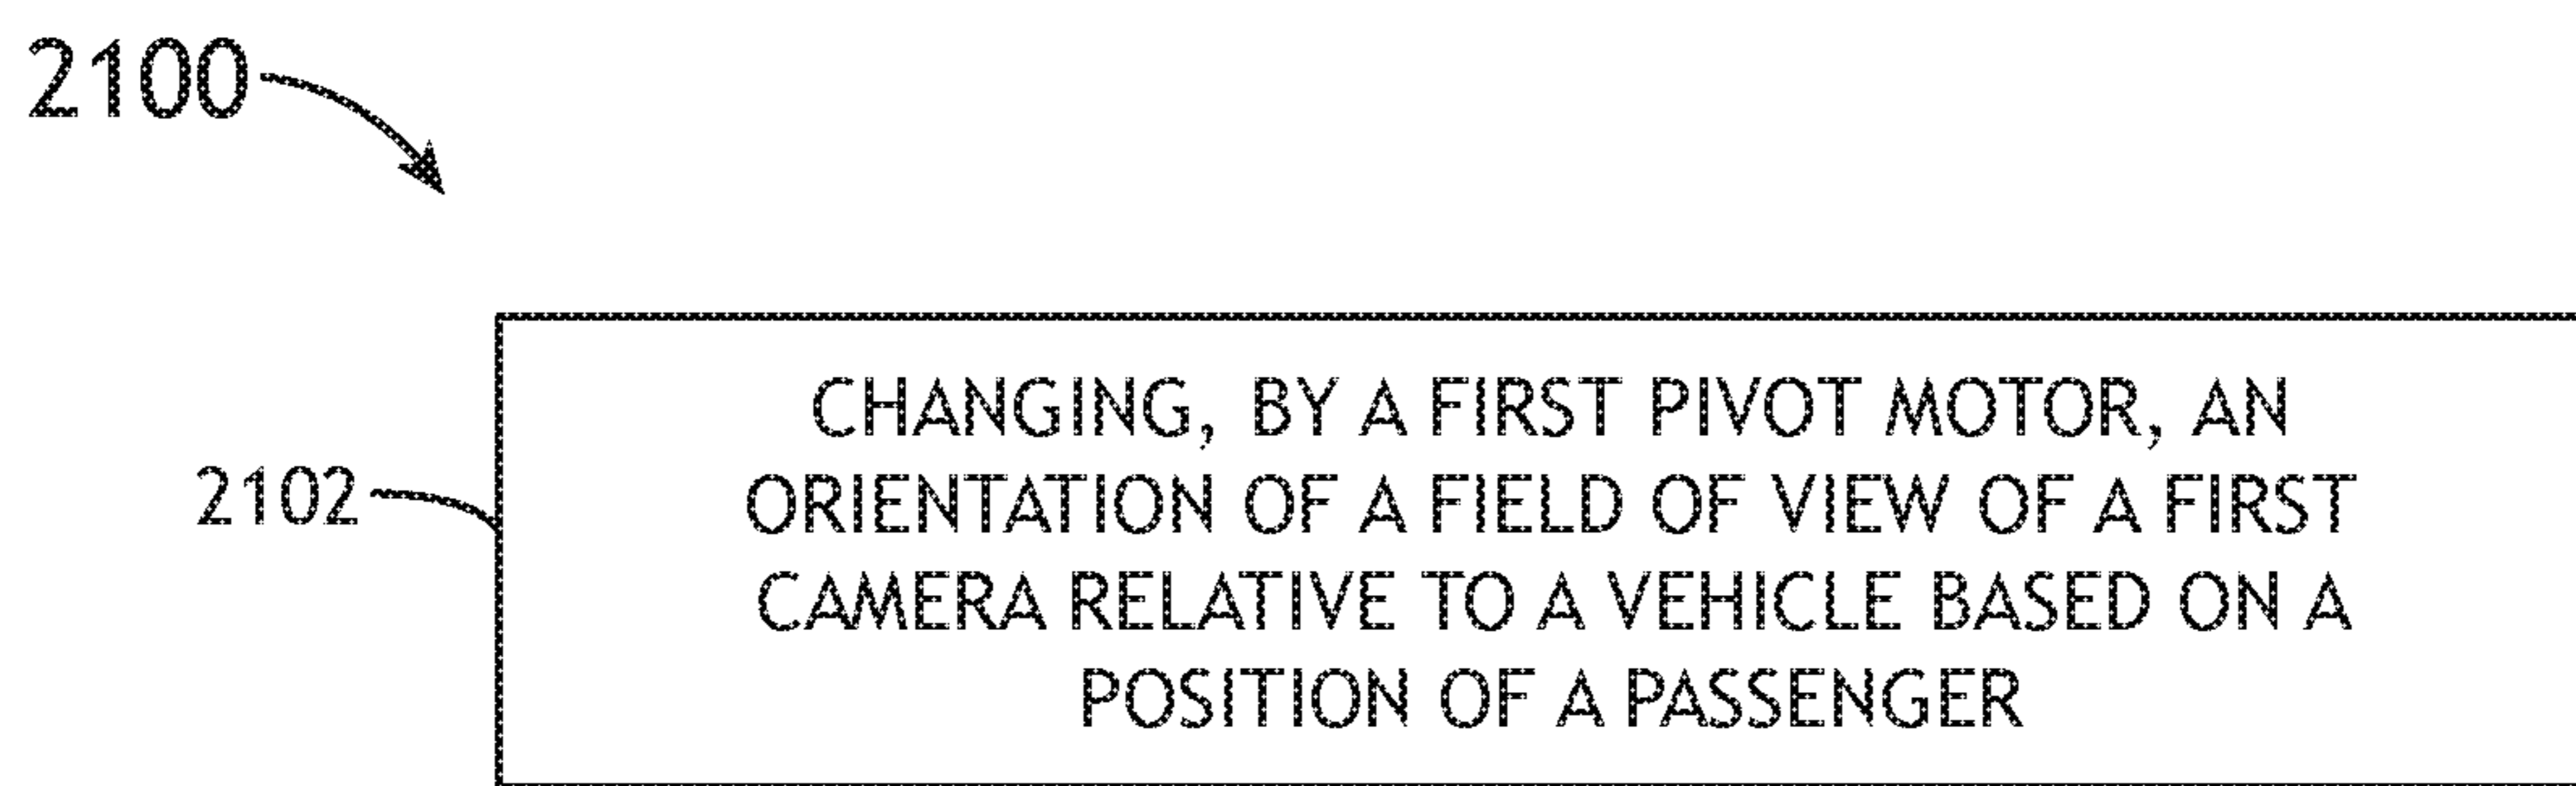 2100
CHANGING, BY A FIRST PIVOT MOTOR, AN
ORIENTATION OF A FIELD OF VIEW OF A FIRST
2102
CAMERA RELATIVE TO A VEHICLE BASED ON A
POSITION OF A PASSENGER